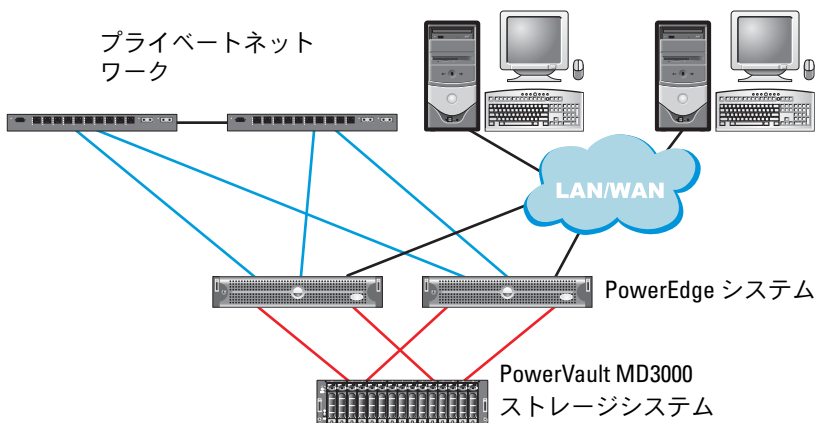 プライベートネット
ワーク
LAN/WAN
PowerEdge システム
PowerVault MD3000
ストレージシステム